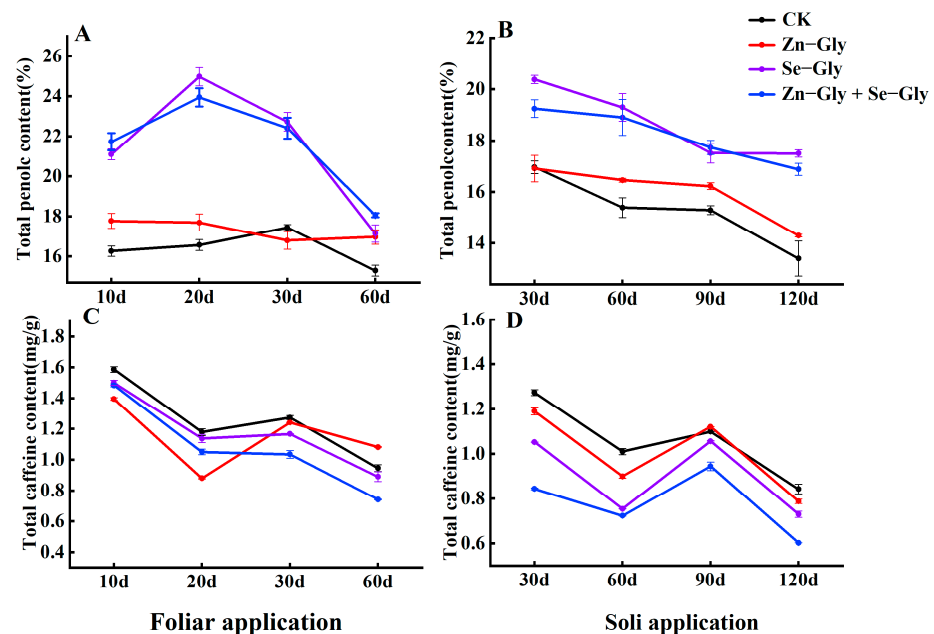 A
Total penolc content(%)
26
24
22
20
18
16
10d 20d 30d 60d
B
Total penolccontent(%)
22
20
18
16
14
30d 60d 90d 120d
CK
Zn−Gly
Se−Gly
Zn−Gly + Se−Gly
C
Total caffeine content(mg/g)
1.8
1.6
1.4
1.2
1.0
0.8
0.6
0.4
10d 20d 30d 60d
Foliar application
D
Total caffeine content(mg/g)
1.6
1.4
1.2
1.0
0.8
0.6
30d 60d 90d 120d
Soli application